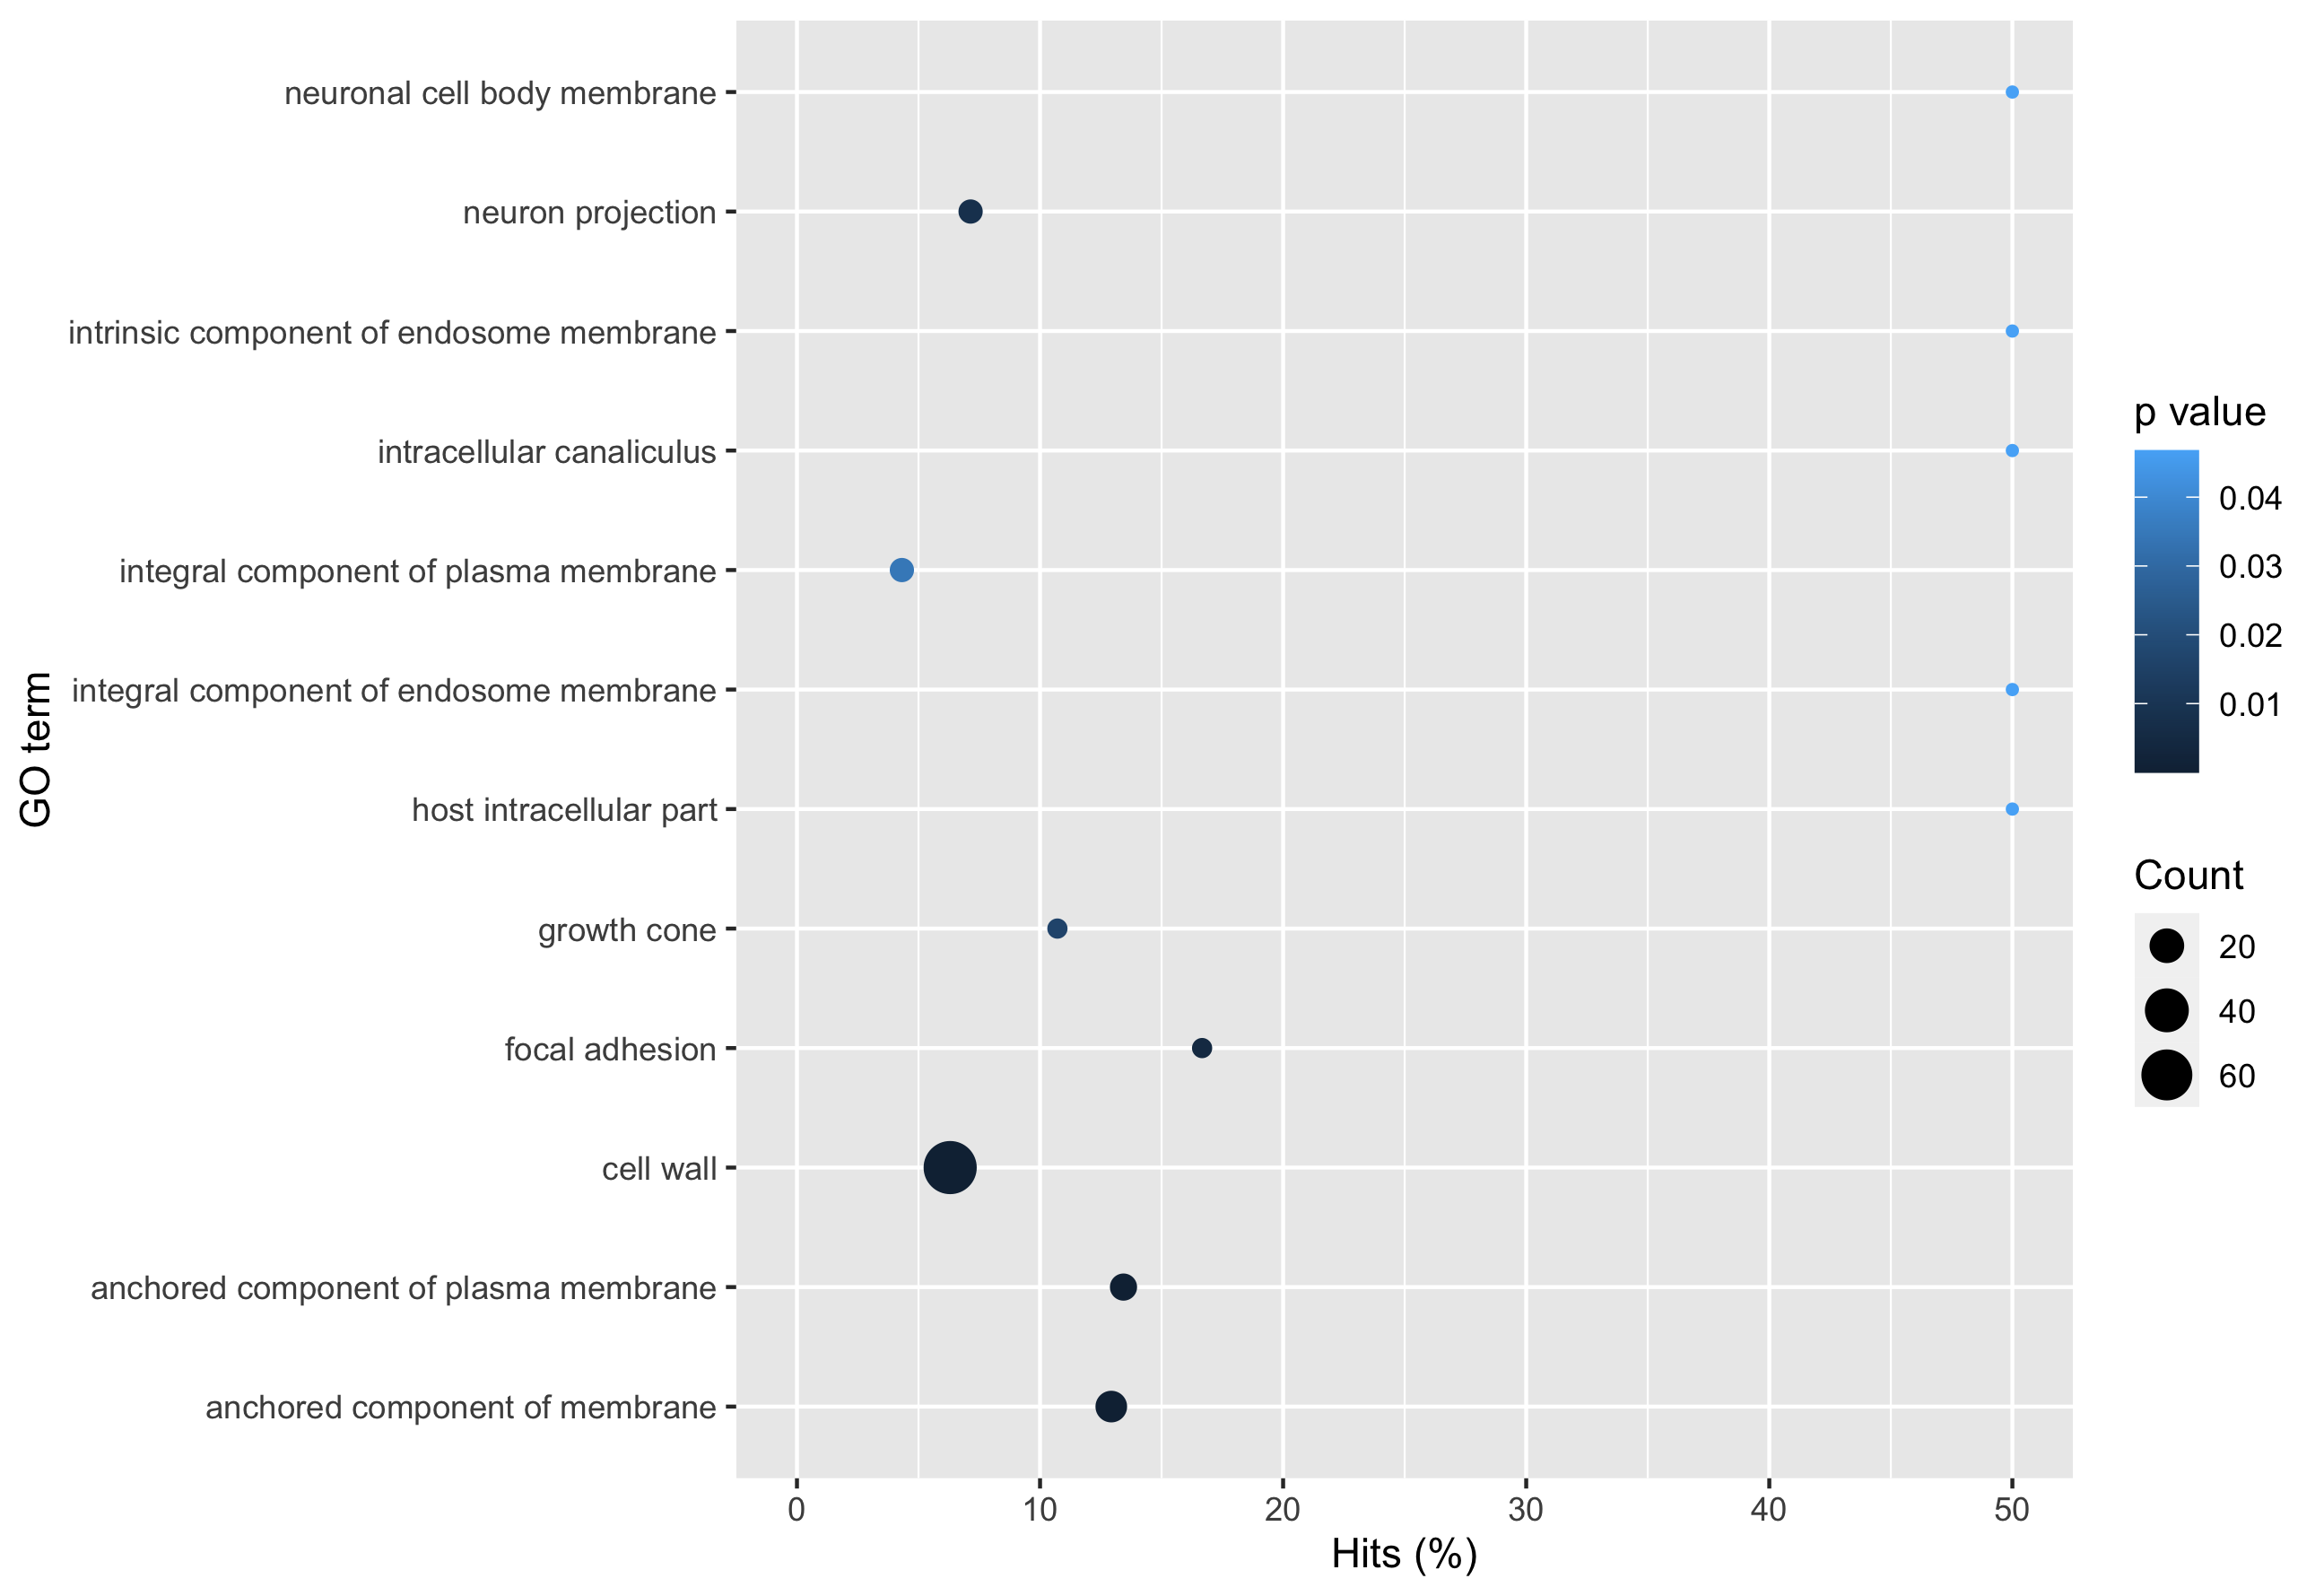 neuronal cell body membrane
neuron projection
intrinsic component of endosome membrane
intracellular canaliculus
integral component of plasma membrane
integral component of endosome membrane
host intracellular part
growth cone
focal adhesion
cell wall
anchored component of plasma membrane
anchored component of membrane
GO term
0 10 20 30 40 50
Hits (%)
p value
0.04
0.03
0.02
0.01
Count
20
40
60